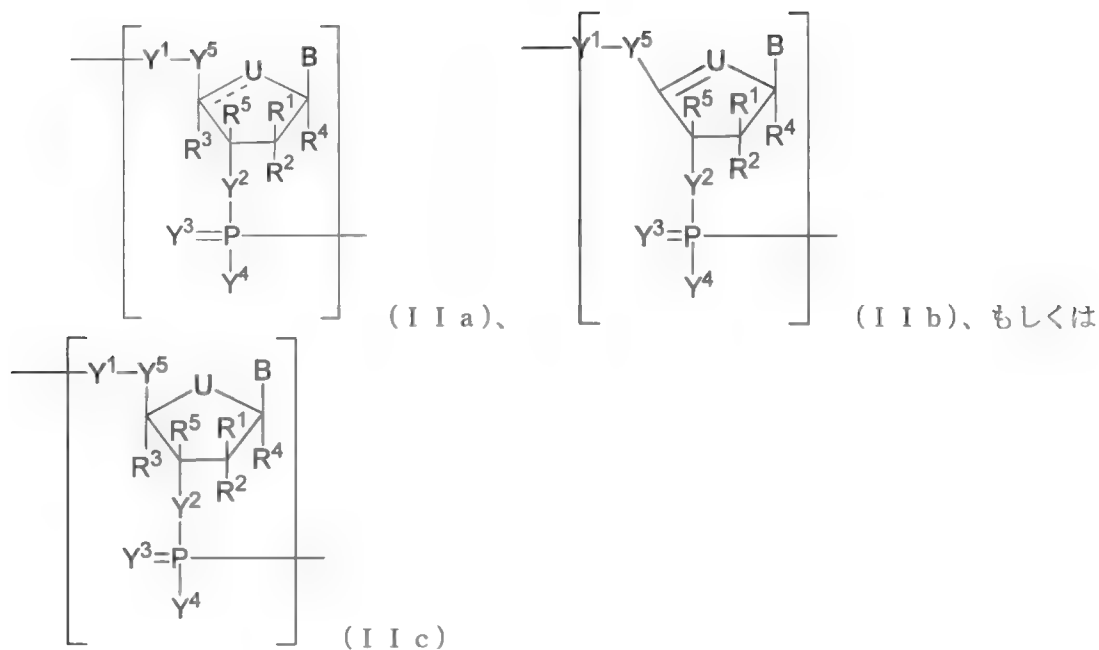 Y¹ Y⁵ B
U
R⁵ R¹
R³ R⁴
R²
Y²
Y³=P
Y⁴
(IIa)、
Y¹ Y⁵ B
U
R⁵ R¹
R⁴
R²
Y²
Y³=P
Y⁴
(IIb)、もしくは
Y¹ Y⁵ B
U
R⁵ R¹
R³ R⁴
R²
Y²
Y³=P
Y⁴
(IIc)